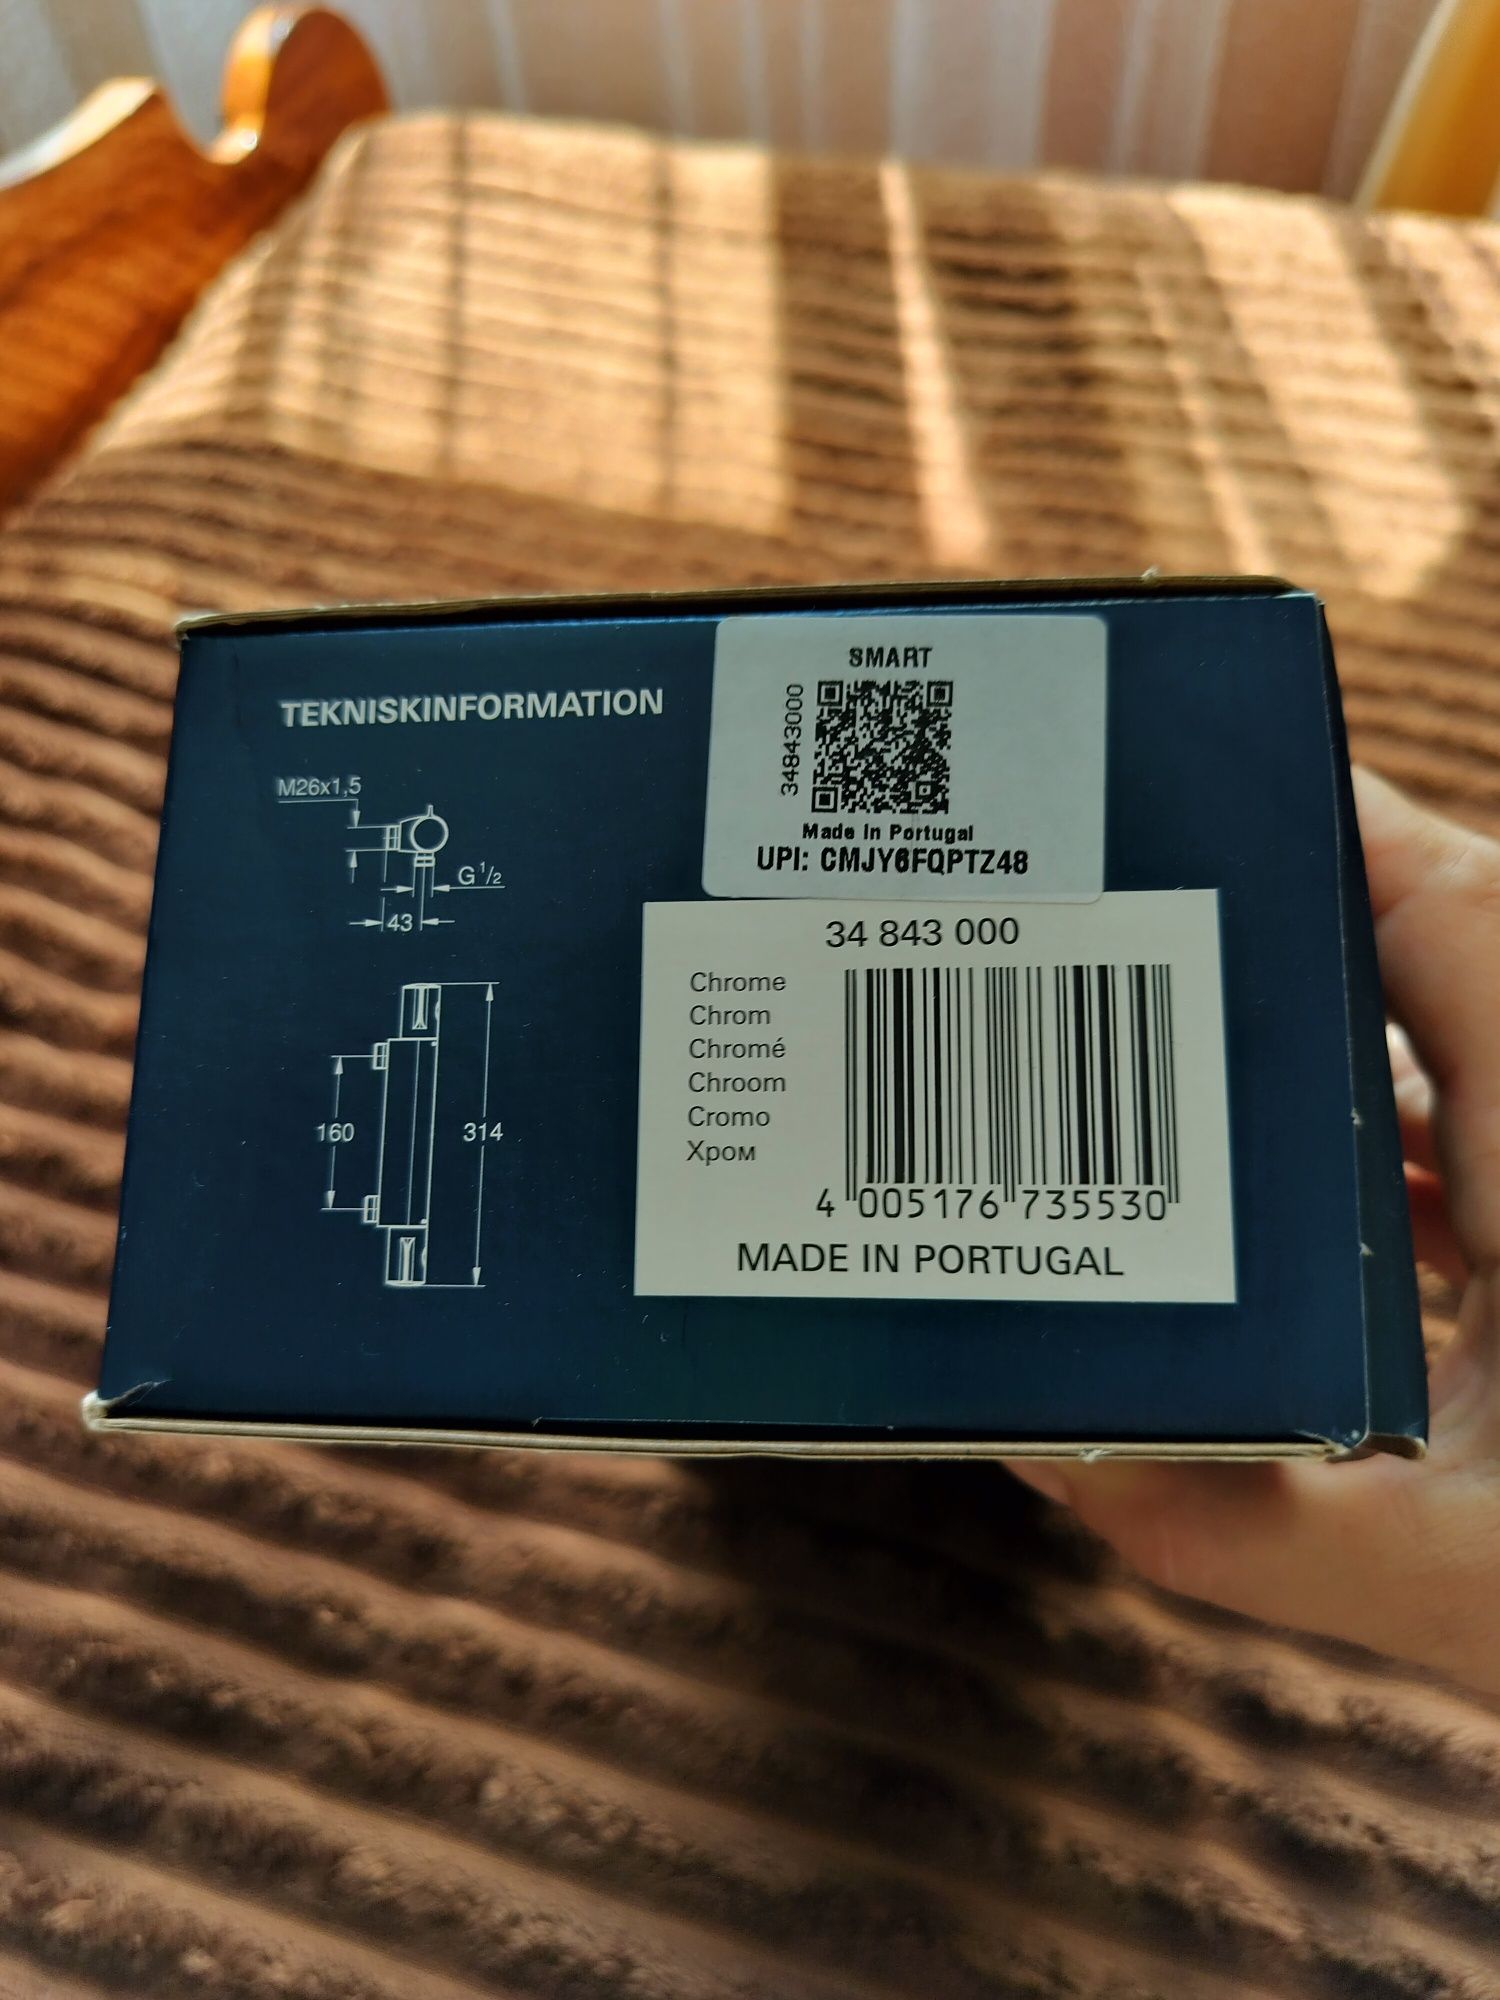 TEKNISKINFORMATION
M26x1,5
G 1/2
43
160
314
SMART
34843000
Made in Portugal
UPI: CMJY6FQPTZ48
34 843 000
Chrome
Chrom
Chromé
Chroom
Cromo
Хром
4 005176 735530
MADE IN PORTUGAL